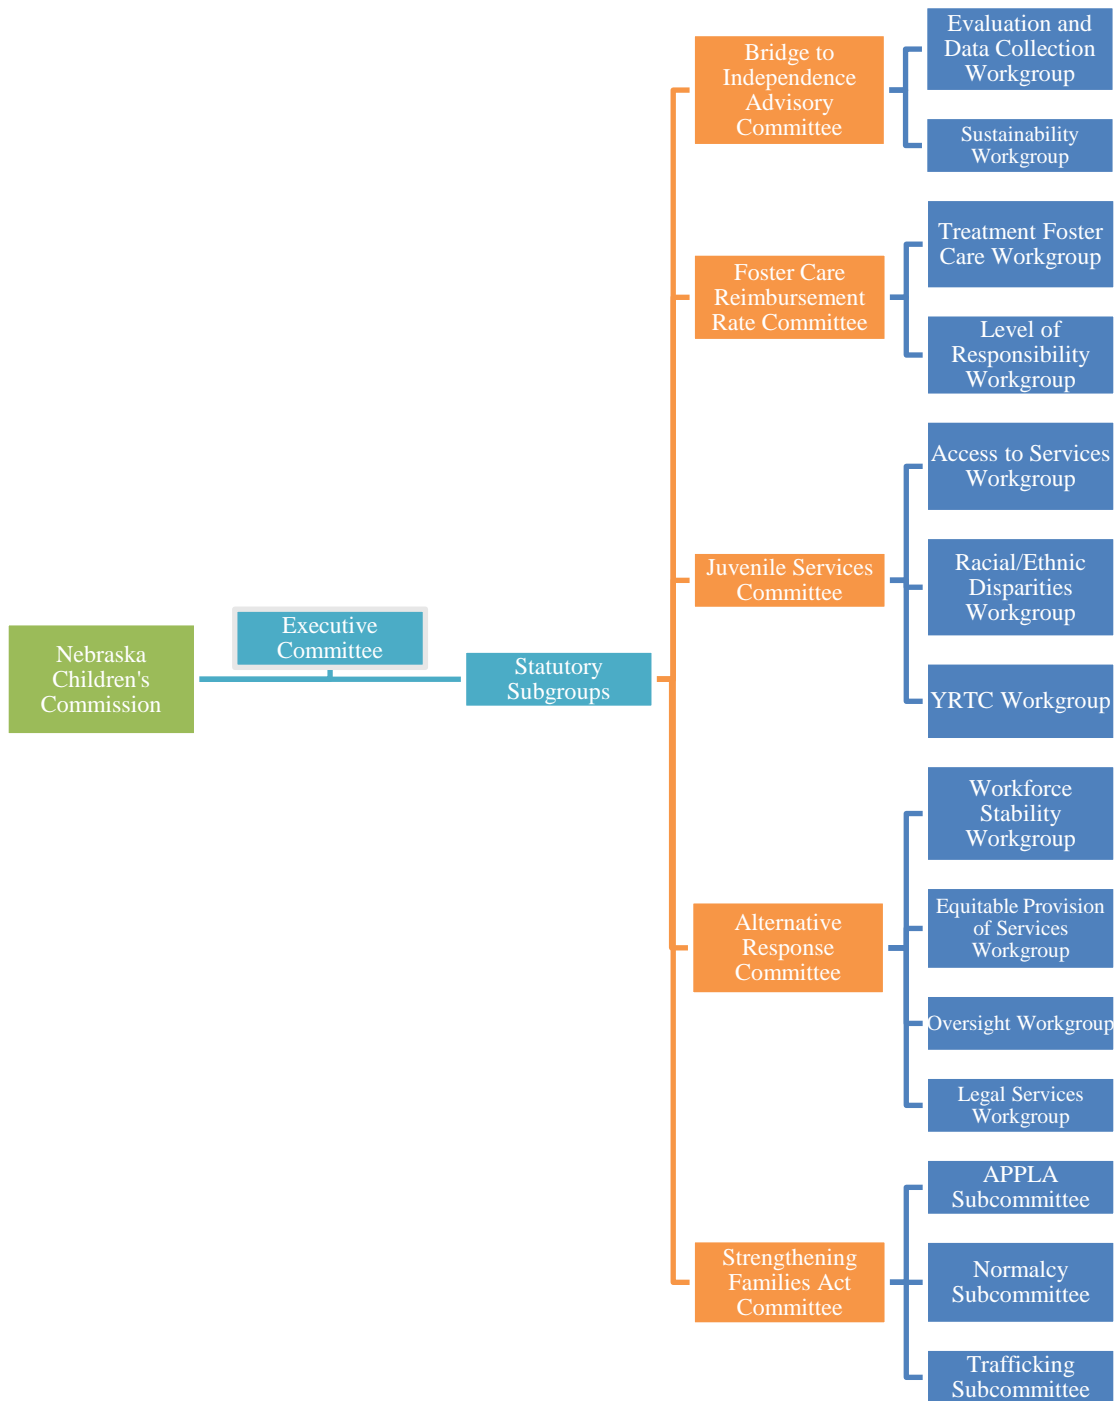 Nebraska
Children's
Commission
Executive
Committee
Statutory
Subgroups
Bridge to
Independence
Advisory
Committee
Evaluation and
Data Collection
Workgroup
Sustainability
Workgroup
Foster Care
Reimbursement
Rate Committee
Treatment Foster
Care Workgroup
Level of
Responsibility
Workgroup
Juvenile Services
Committee
Access to Services
Workgroup
Racial/Ethnic
Disparities
Workgroup
YRTC Workgroup
Alternative
Response
Committee
Workforce
Stability
Workgroup
Equitable Provision
of Services
Workgroup
Oversight Workgroup
Legal Services
Workgroup
Strengthening
Families Act
Committee
APPLA
Subcommittee
Normalcy
Subcommittee
Trafficking
Subcommittee